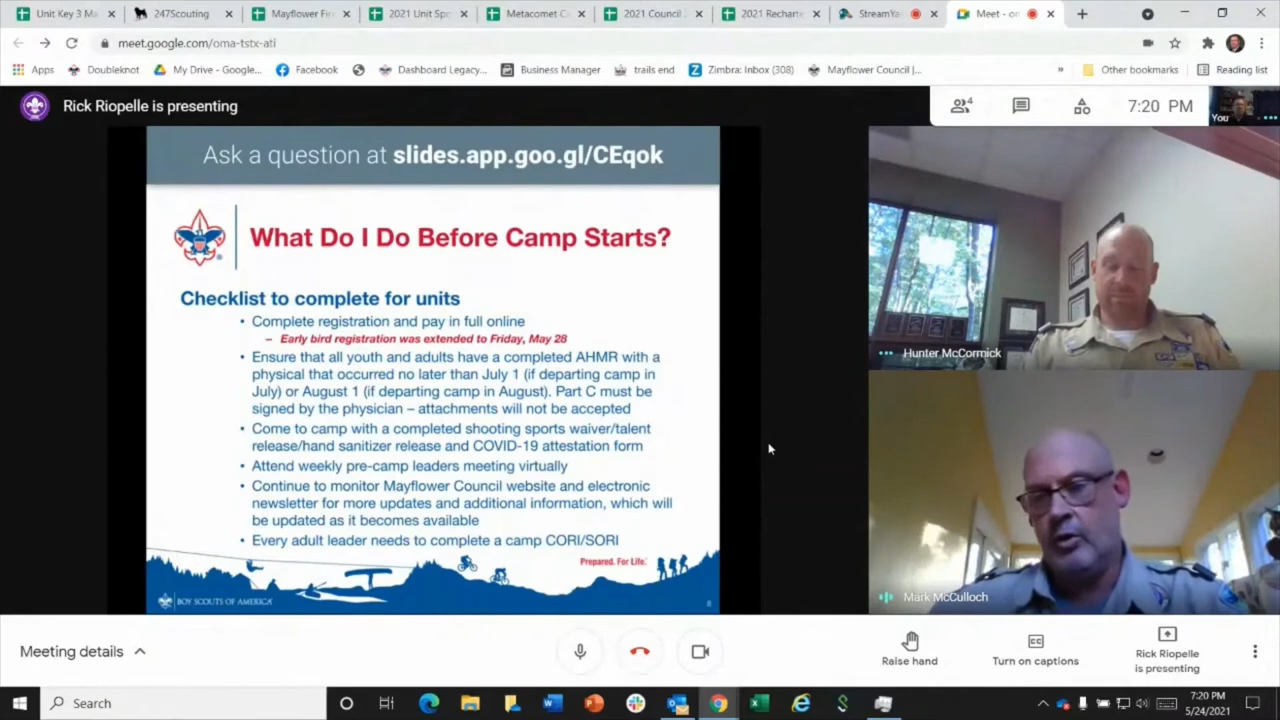 Unit Key 3 Ma
247Scouting
Mayflower Fi
2021 Unit Spo
Metacomet C
2021 Council
2021 Recharte
StreamYa
Meet - o
meet.google.com/oma-tstx-ati
Apps
Doubleknot
My Drive - Google...
Facebook
Dashboard Legacy...
Business Manager
trails end
Zimbra: Inbox (308)
Mayflower Council |...
»
Other bookmarks
Reading list
Rick Riopelle is presenting
4
7:20 PM
You
Ask a question at slides.app.goo.gl/CEqok
What Do I Do Before Camp Starts?
Checklist to complete for units
• Complete registration and pay in full online
– Early bird registration was extended to Friday, May 28
• Ensure that all youth and adults have a completed AHMR with a
physical that occurred no later than July 1 (if departing camp in
July) or August 1 (if departing camp in August). Part C must be
signed by the physician – attachments will not be accepted
• Come to camp with a completed shooting sports waiver/talent
release/hand sanitizer release and COVID-19 attestation form
• Attend weekly pre-camp leaders meeting virtually
• Continue to monitor Mayflower Council website and electronic
newsletter for more updates and additional information, which will
be updated as it becomes available
• Every adult leader needs to complete a camp CORI/SORI
Prepared. For Life.
BOY SCOUTS OF AMERICA
8
Hunter McCormick
Mark McCulloch
Meeting details
Raise hand
Turn on captions
Rick Riopelle
is presenting
Search
7:20 PM
5/24/2021